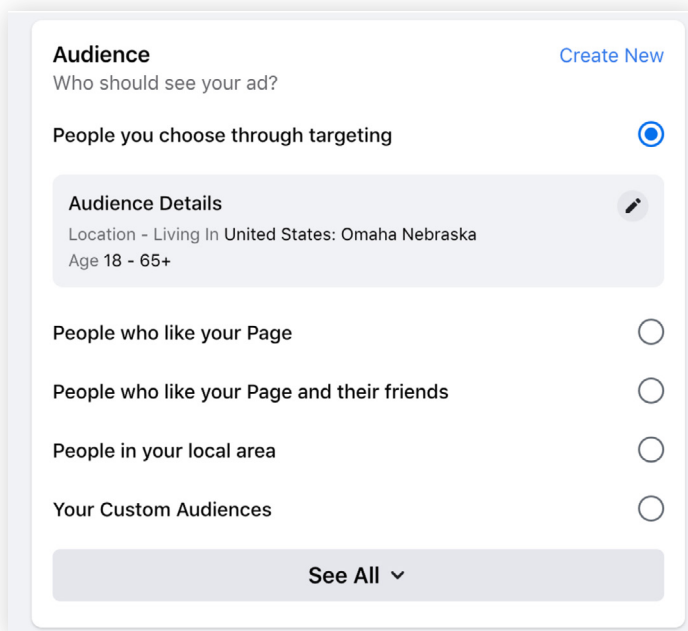 Audience
Create New
Who should see your ad?
People you choose through targeting
Audience Details
Location - Living In United States: Omaha Nebraska
Age 18 - 65+
People who like your Page
People who like your Page and their friends
People in your local area
Your Custom Audiences
See All